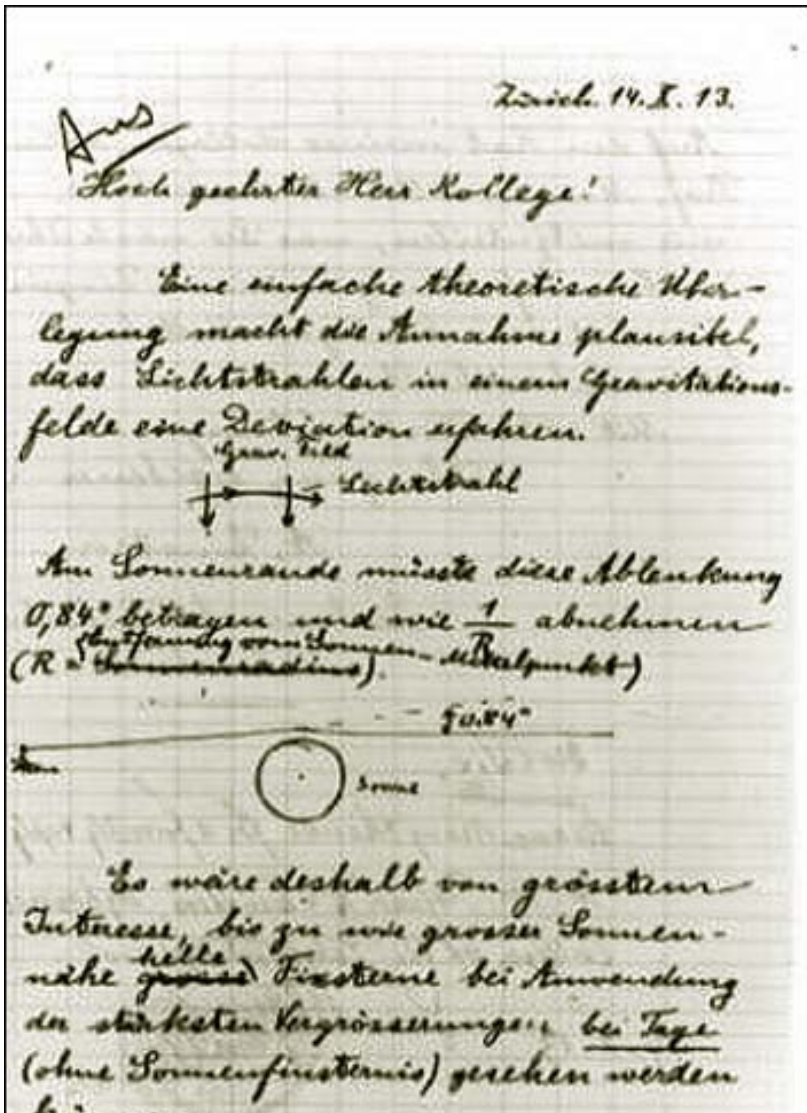 Zürich. 14. X. 13.
Aus
Hoch geehrter Herr Kollege!
Eine einfache theoretische Über-
legung macht die Annahme plausibel,
dass Lichtstrahlen in einem Gravitations-
felde eine Deviation erfahren.
Grav. Feld
Lichtstrahl
Am Sonnenrande müsste diese Ablenkung
0,84" betragen und wie 1/R abnehmen
(R = Entfernung vom Sonnen-Mittelpunkt)
0.84"
Sonne
Es wäre deshalb von grösstem
Interesse, bis zu wie grosser Sonnen-
nähe helle Fixsterne bei Anwendung
der stärksten Vergrösserungen bei Tage
(ohne Sonnenfinsternis) gesehen werden